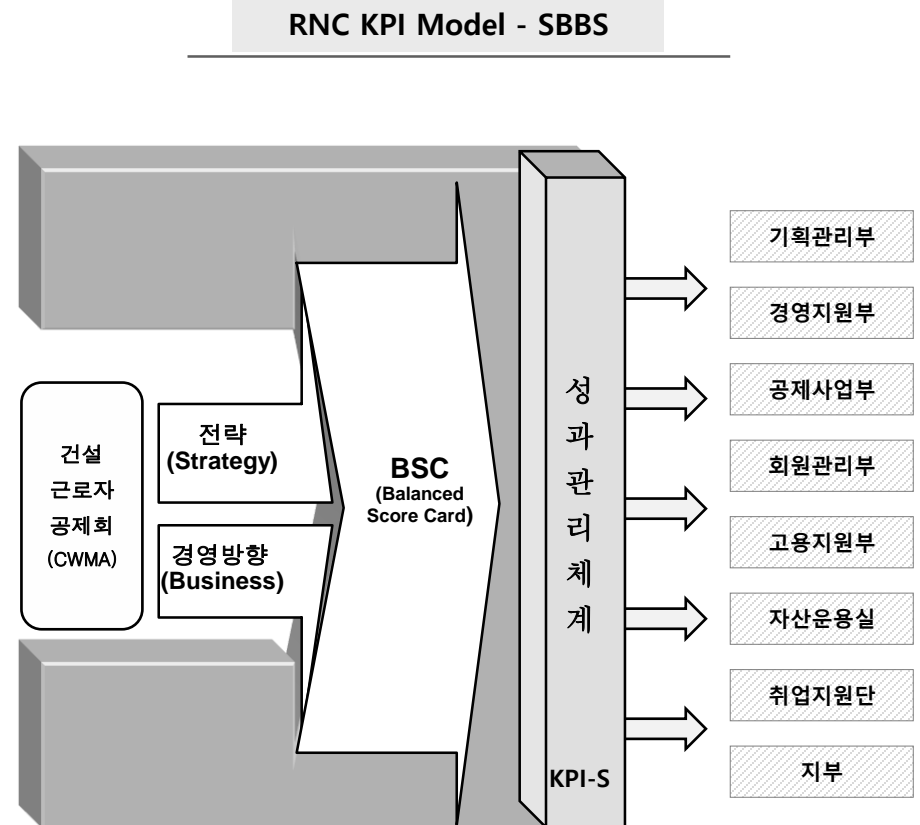 RNC KPI Model - SBBS
건설
근로자
공제회
(CWMA)
전략
(Strategy)
경영방향
(Business)
BSC
(Balanced
Score Card)
성
과
관
리
체
계
KPI-S
기획관리부
경영지원부
공제사업부
회원관리부
고용지원부
자산운용실
취업지원단
지부